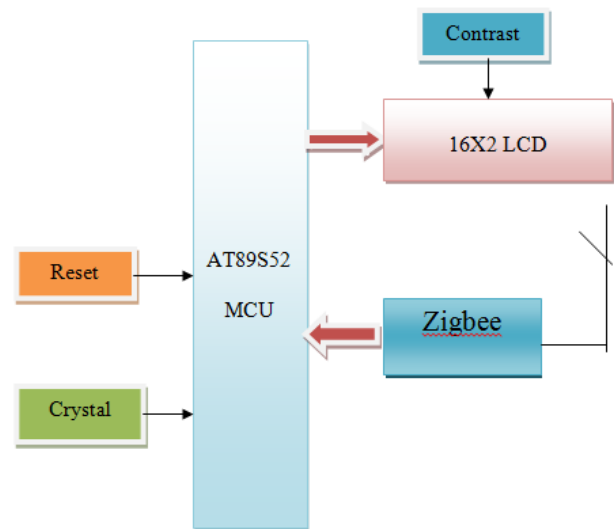 Contrast
16X2 LCD
Reset
AT89S52
MCU
Zigbee
Crystal